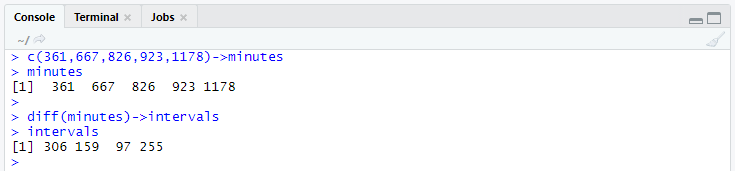 Console Terminal × Jobs ×
~/
> c(361,667,826,923,1178)->minutes
> minutes
[1]  361  667  826  923 1178
>
> diff(minutes)->intervals
> intervals
[1] 306 159  97 255
>